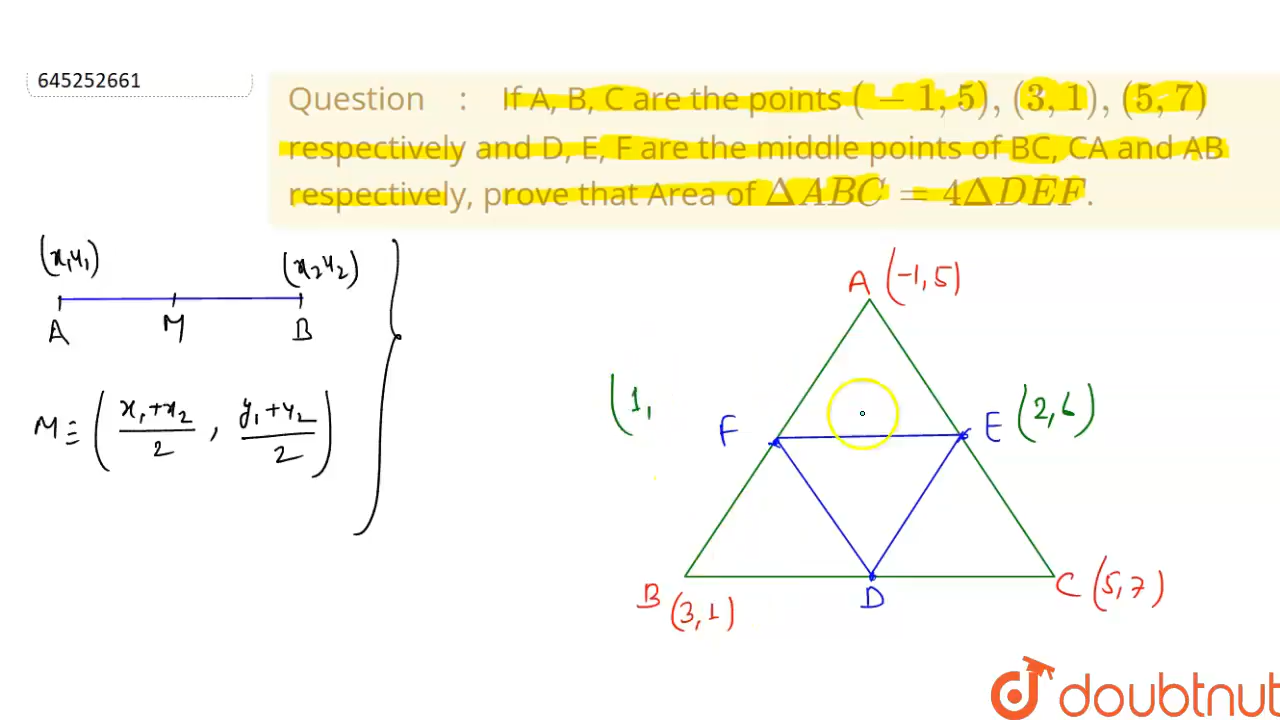 645252661
Question : If A, B, C are the points (−1, 5), (3, 1), (5, 7)
respectively and D, E, F are the middle points of BC, CA and AB
respectively, prove that Area of ΔABC = 4ΔDEF.
(x₁y₁)
(x₂y₂)
A
M
B
M ≡ ( x₁+x₂ / 2 , y₁+y₂ / 2 )
A (-1, 5)
(1,
F
E (2, 6)
B (3, 1)
D
C (5, 7)
doubtnut